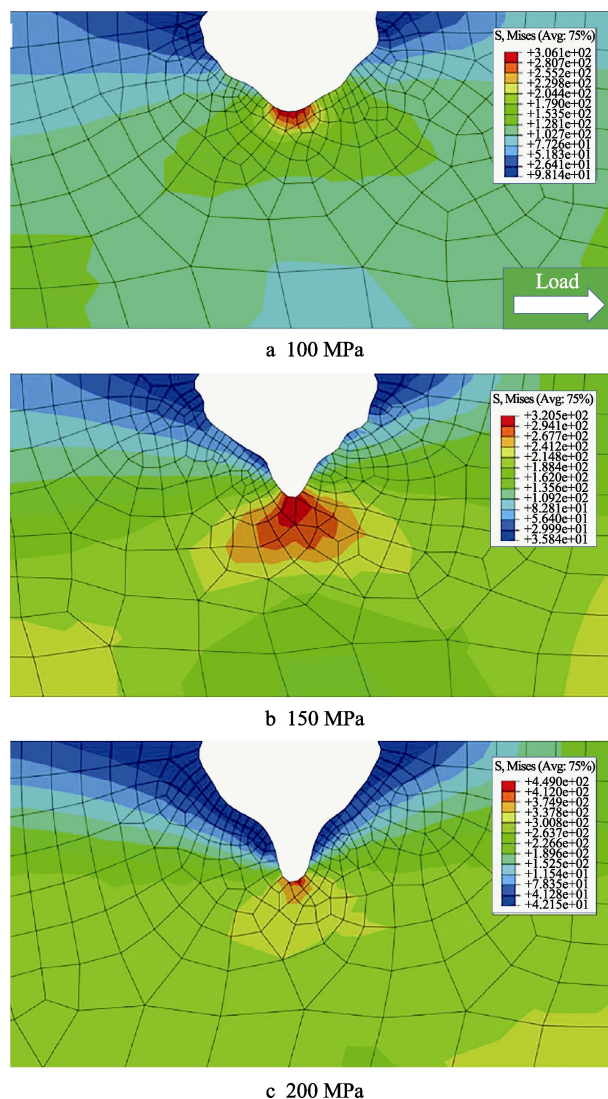 S, Mises (Avg: 75%)
+3.061e+02
+2.807e+02
+2.552e+02
+2.298e+02
+2.044e+02
+1.790e+02
+1.535e+02
+1.281e+02
+1.027e+02
+7.726e+01
+5.183e+01
+2.641e+01
+9.814e+01
Load
a 100 MPa
S, Mises (Avg: 75%)
+3.205e+02
+2.941e+02
+2.677e+02
+2.412e+02
+2.148e+02
+1.884e+02
+1.620e+02
+1.356e+02
+1.092e+02
+8.281e+01
+5.640e+01
+2.999e+01
+3.584e+01
b 150 MPa
S, Mises (Avg: 75%)
+4.490e+02
+4.120e+02
+3.749e+02
+3.378e+02
+3.008e+02
+2.637e+02
+2.266e+02
+1.896e+02
+1.525e+02
+1.154e+01
+7.835e+01
+4.128e+01
+4.215e+01
c 200 MPa